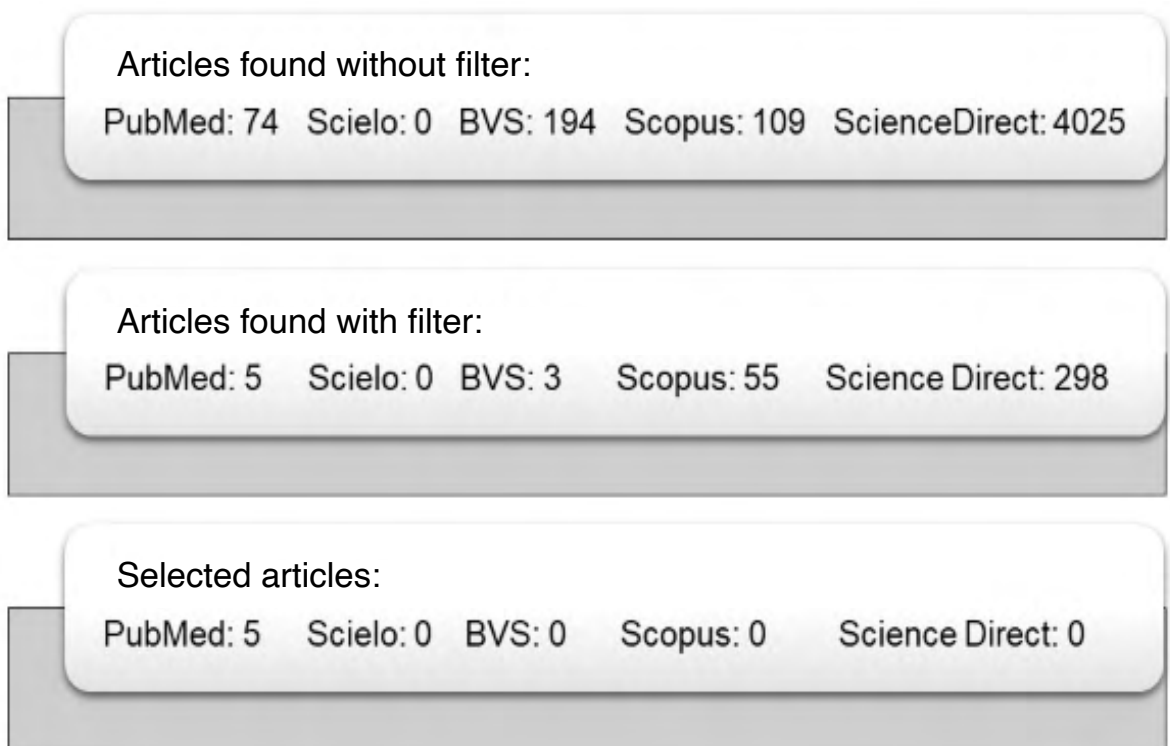 Articles found without filter:
PubMed: 74 Scielo: 0 BVS: 194 Scopus: 109 ScienceDirect: 4025
Articles found with filter:
PubMed: 5 Scielo: 0 BVS: 3 Scopus: 55 Science Direct: 298
Selected articles:
PubMed: 5 Scielo: 0 BVS: 0 Scopus: 0 Science Direct: 0